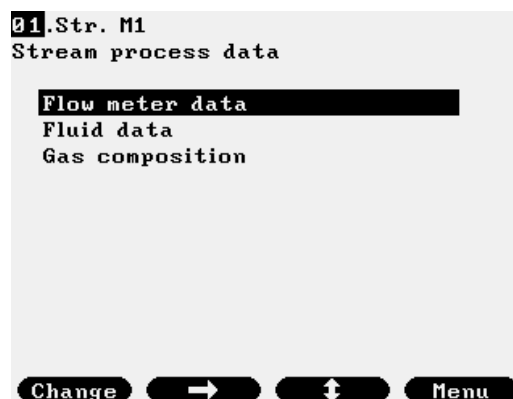 01.Str. M1
Stream process data
Flow meter data
Fluid data
Gas composition
Change → ↕ Menu